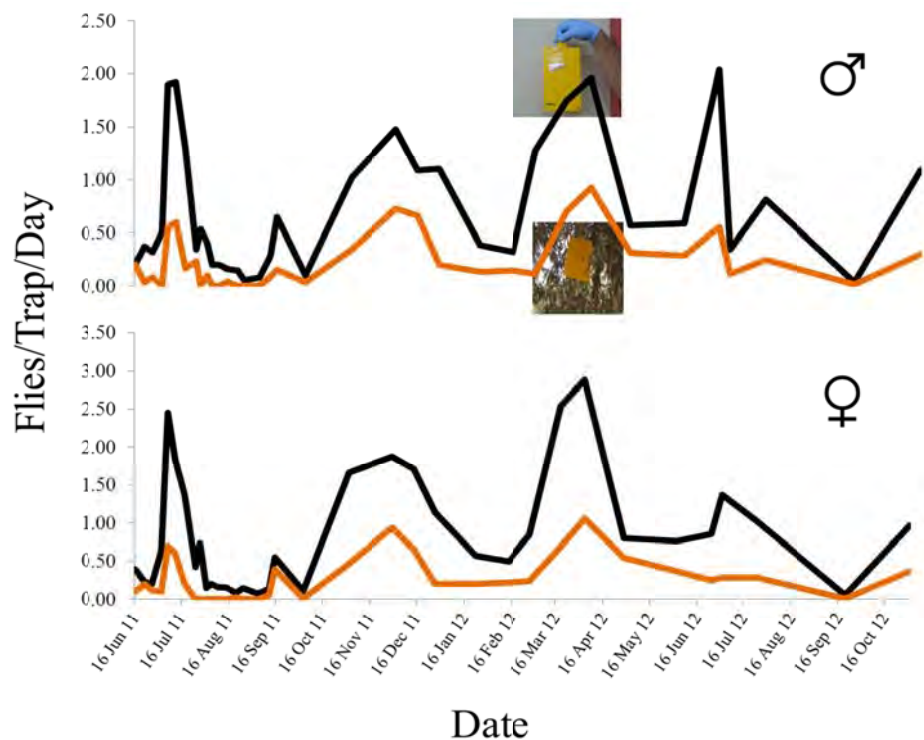 Flies/Trap/Day
2.50
2.00
1.50
1.00
0.50
0.00
♂
3.50
3.00
2.50
2.00
1.50
1.00
0.50
0.00
♀
16 Jun 11
16 Jul 11
16 Aug 11
16 Sep 11
16 Oct 11
16 Nov 11
16 Dec 11
16 Jan 12
16 Feb 12
16 Mar 12
16 Apr 12
16 May 12
16 Jun 12
16 Jul 12
16 Aug 12
16 Sep 12
16 Oct 12
Date